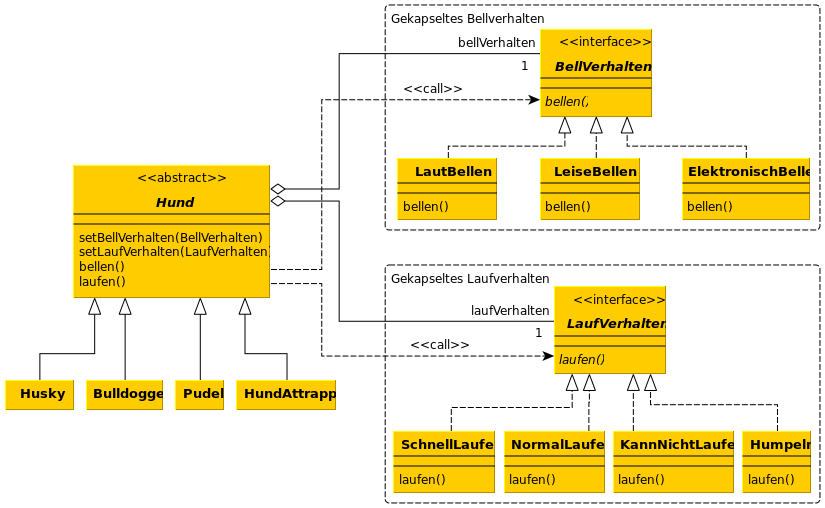 Gekapseltes Bellverhalten
bellVerhalten
1
<<call>>
<<interface>>
BellVerhalten
bellen(,
LautBellen
bellen()
LeiseBellen
bellen()
ElektronischBelle
bellen()
<<abstract>>
Hund
setBellVerhalten(BellVerhalten)
setLaufVerhalten(LaufVerhalten)
bellen()
laufen()
Husky
Bulldogge
Pudel
HundAttrapp
Gekapseltes Laufverhalten
laufVerhalten
1
<<call>>
<<interface>>
LaufVerhalten
laufen()
SchnellLaufe
laufen()
NormalLaufe
laufen()
KannNichtLaufe
laufen()
Humpeln
laufen()